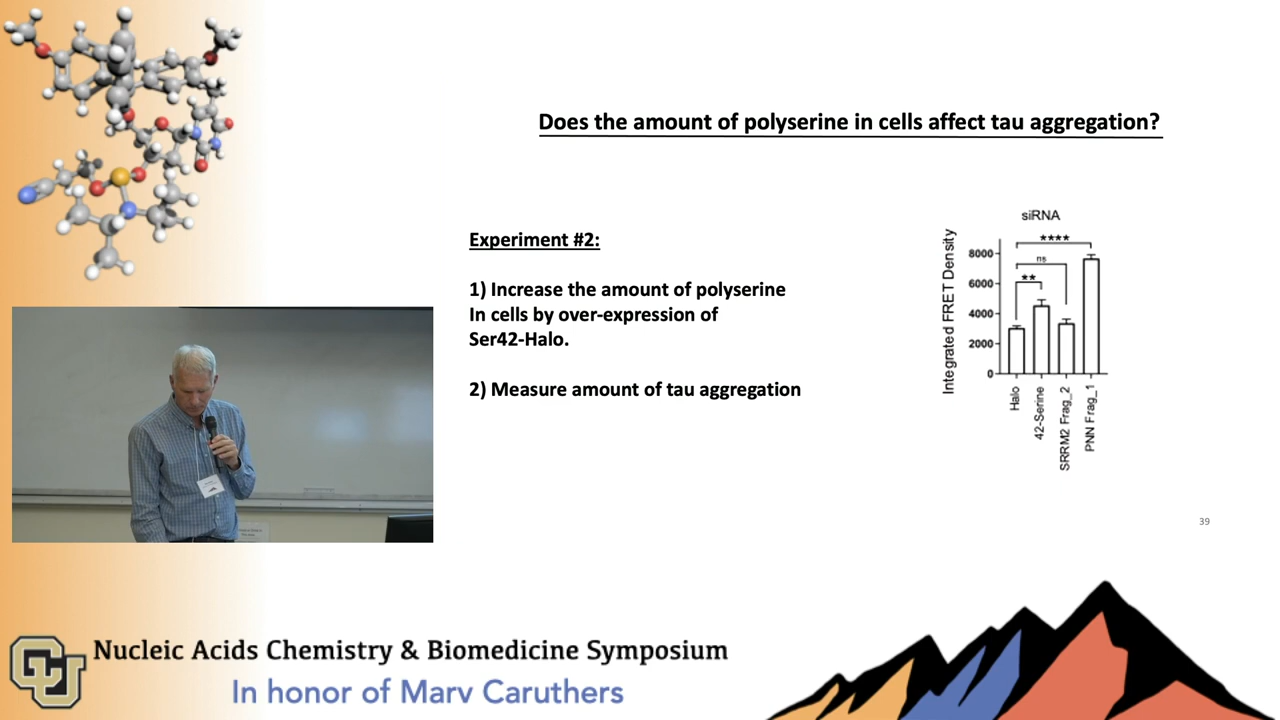 Does the amount of polyserine in cells affect tau aggregation?
Experiment #2:
1) Increase the amount of polyserine
In cells by over-expression of
Ser42-Halo.
2) Measure amount of tau aggregation
siRNA
Integrated FRET Density
8000
6000
4000
2000
0
****
ns
**
Halo
42-Serine
SRRM2 Frag_2
PNN Frag_1
39
CU
Nucleic Acids Chemistry & Biomedicine Symposium
In honor of Marv Caruthers